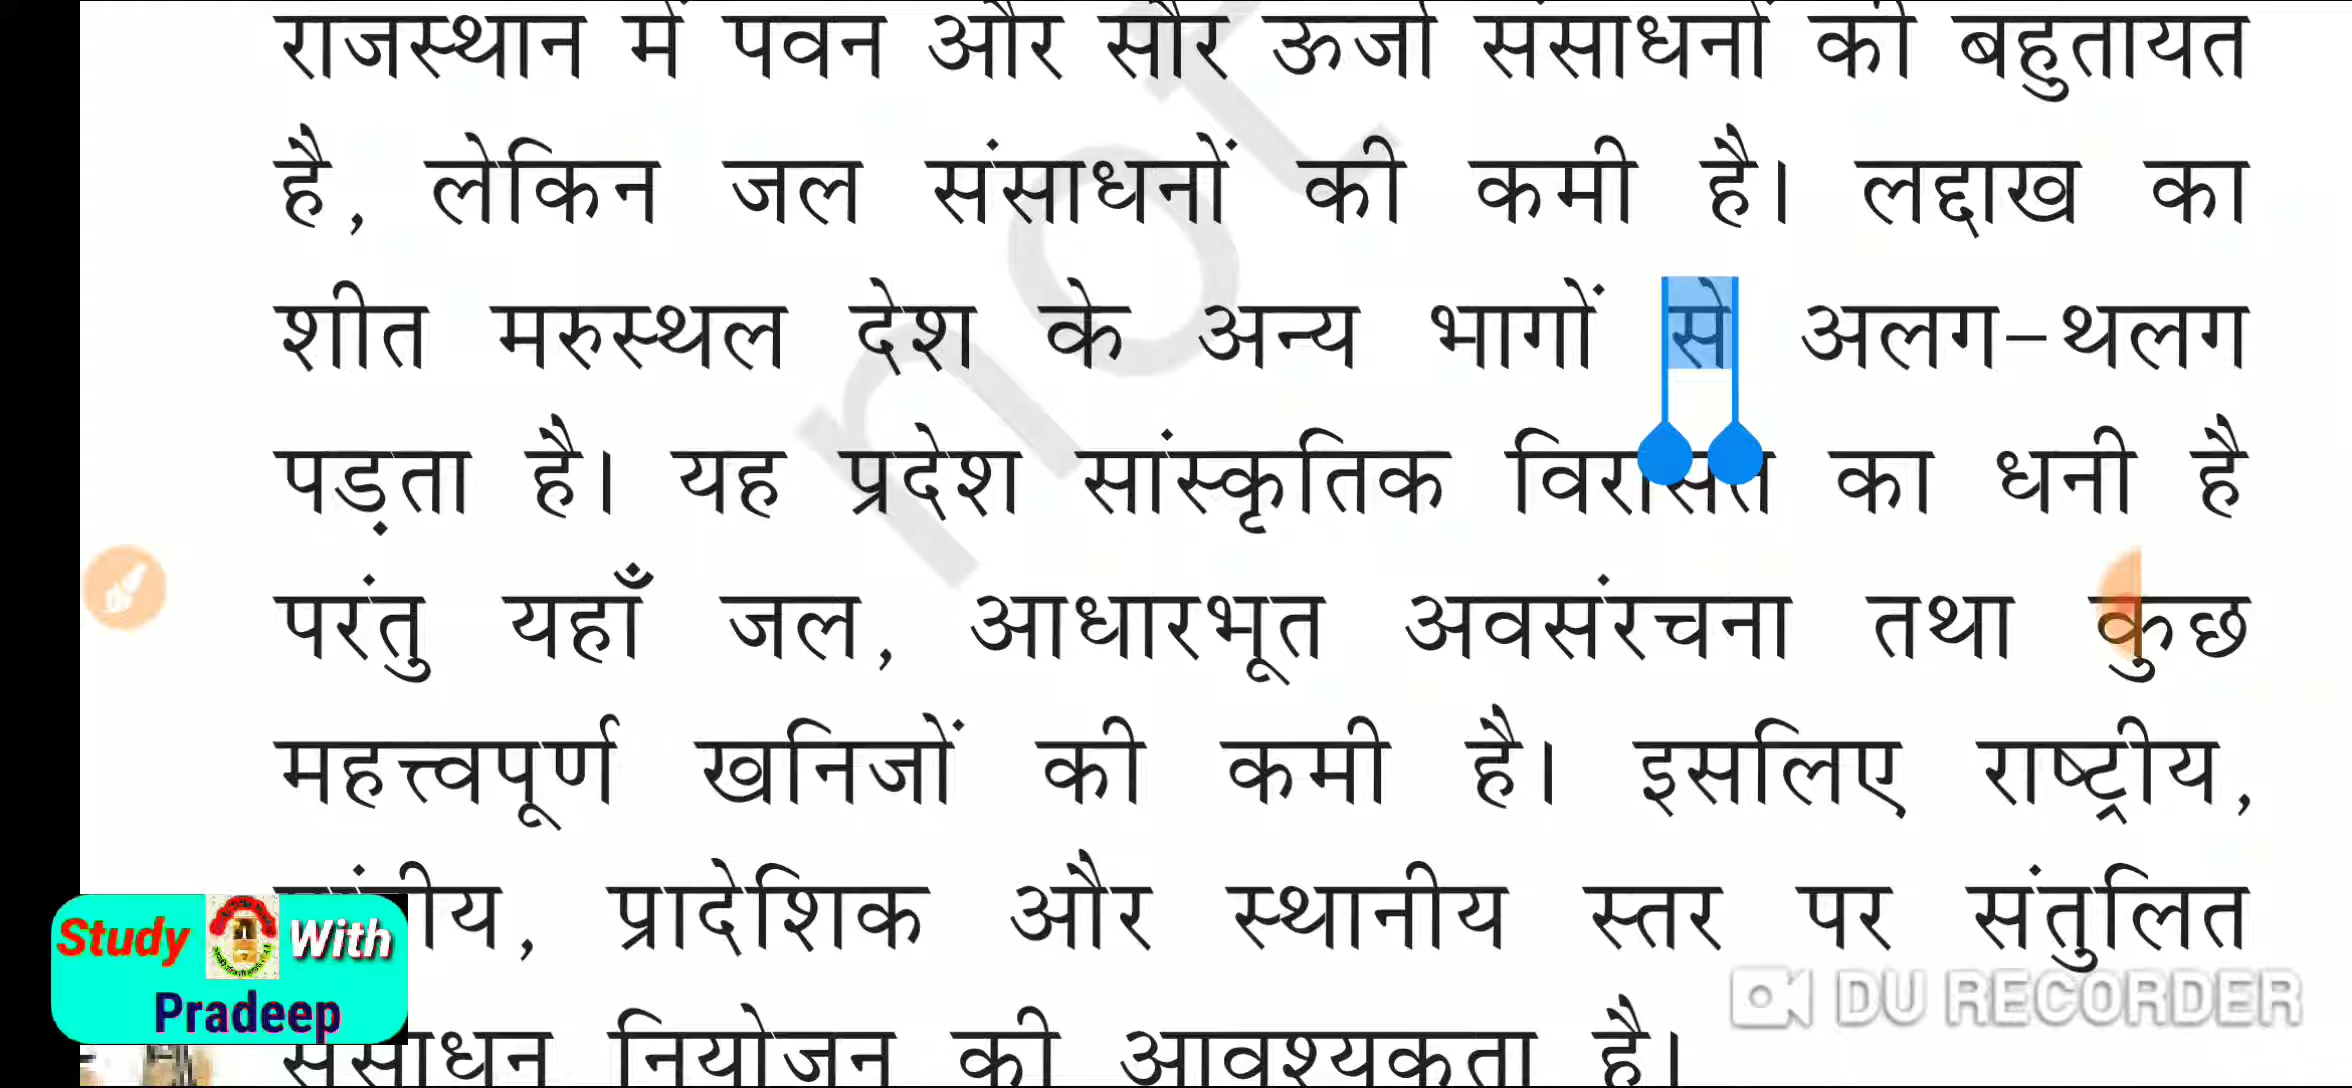 राजस्थान में पवन और सौर ऊर्जा संसाधनों की बहुतायत
है, लेकिन जल संसाधनों की कमी है। लद्दाख का
शीत मरुस्थल देश के अन्य भागों से अलग-थलग
पड़ता है। यह प्रदेश सांस्कृतिक विरासत का धनी है
परंतु यहाँ जल, आधारभूत अवसंरचना तथा कुछ
महत्त्वपूर्ण खनिजों की कमी है। इसलिए राष्ट्रीय,
प्रादेशिक और स्थानीय स्तर पर संतुलित
संसाधन नियोजन की आवश्यकता है।
not
Study With
Pradeep
DU RECORDER